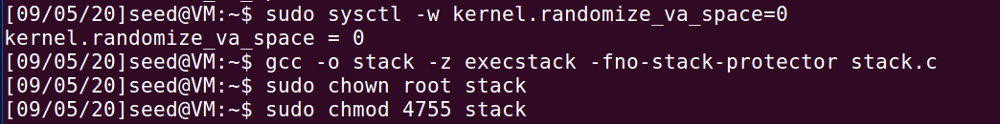 [09/05/20]seed@VM:~$ sudo sysctl -w kernel.randomize_va_space=0
kernel.randomize_va_space = 0
[09/05/20]seed@VM:~$ gcc -o stack -z execstack -fno-stack-protector stack.c
[09/05/20]seed@VM:~$ sudo chown root stack
[09/05/20]seed@VM:~$ sudo chmod 4755 stack